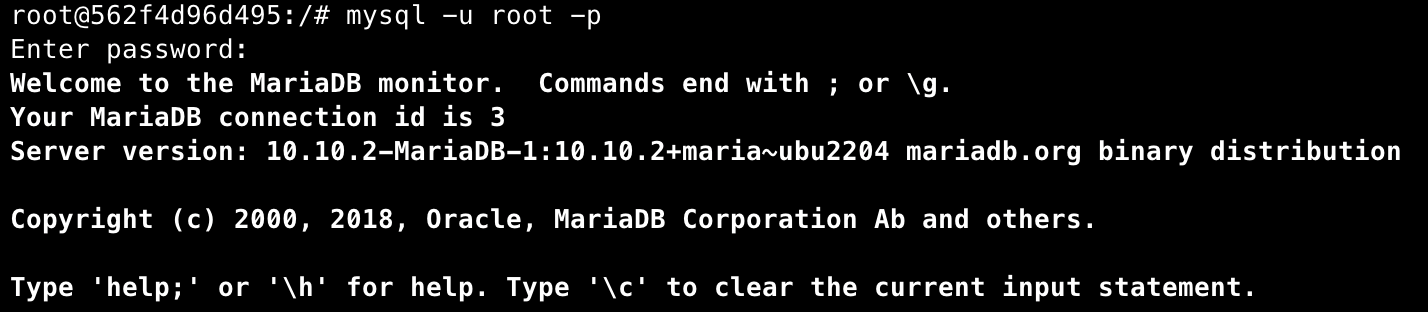 root@562f4d96d495:/# mysql -u root -p
Enter password:
Welcome to the MariaDB monitor.  Commands end with ; or \g.
Your MariaDB connection id is 3
Server version: 10.10.2-MariaDB-1:10.10.2+maria~ubu2204 mariadb.org binary distribution
Copyright (c) 2000, 2018, Oracle, MariaDB Corporation Ab and others.
Type 'help;' or '\h' for help. Type '\c' to clear the current input statement.